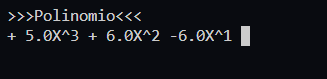 >>>Polinomio<<<
+ 5.0X^3 + 6.0X^2 -6.0X^1